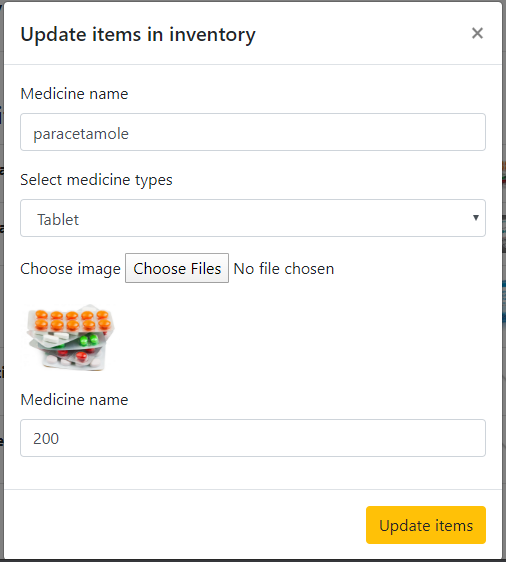 Update items in inventory ×
Medicine name
paracetamole
Select medicine types
Tablet
Choose image Choose Files No file chosen
Medicine name
200
Update items